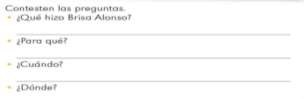 Contesten las preguntas.
• ¿Qué hizo Brisa Alonso?
• ¿Para qué?
• ¿Cuándo?
• ¿Dónde?